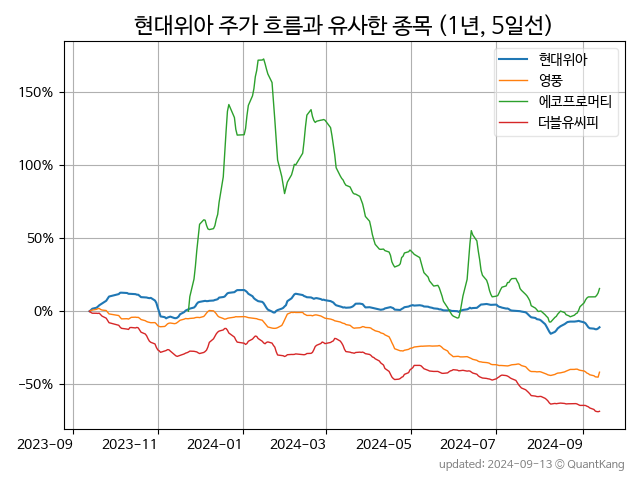 현대위아 주가 흐름과 유사한 종목 (1년, 5일선)
현대위아
영풍
에코프로머티
더블유씨피
150%
100%
50%
0%
−50%
2023-09
2023-11
2024-01
2024-03
2024-05
2024-07
2024-09
updated: 2024-09-13 © QuantKang